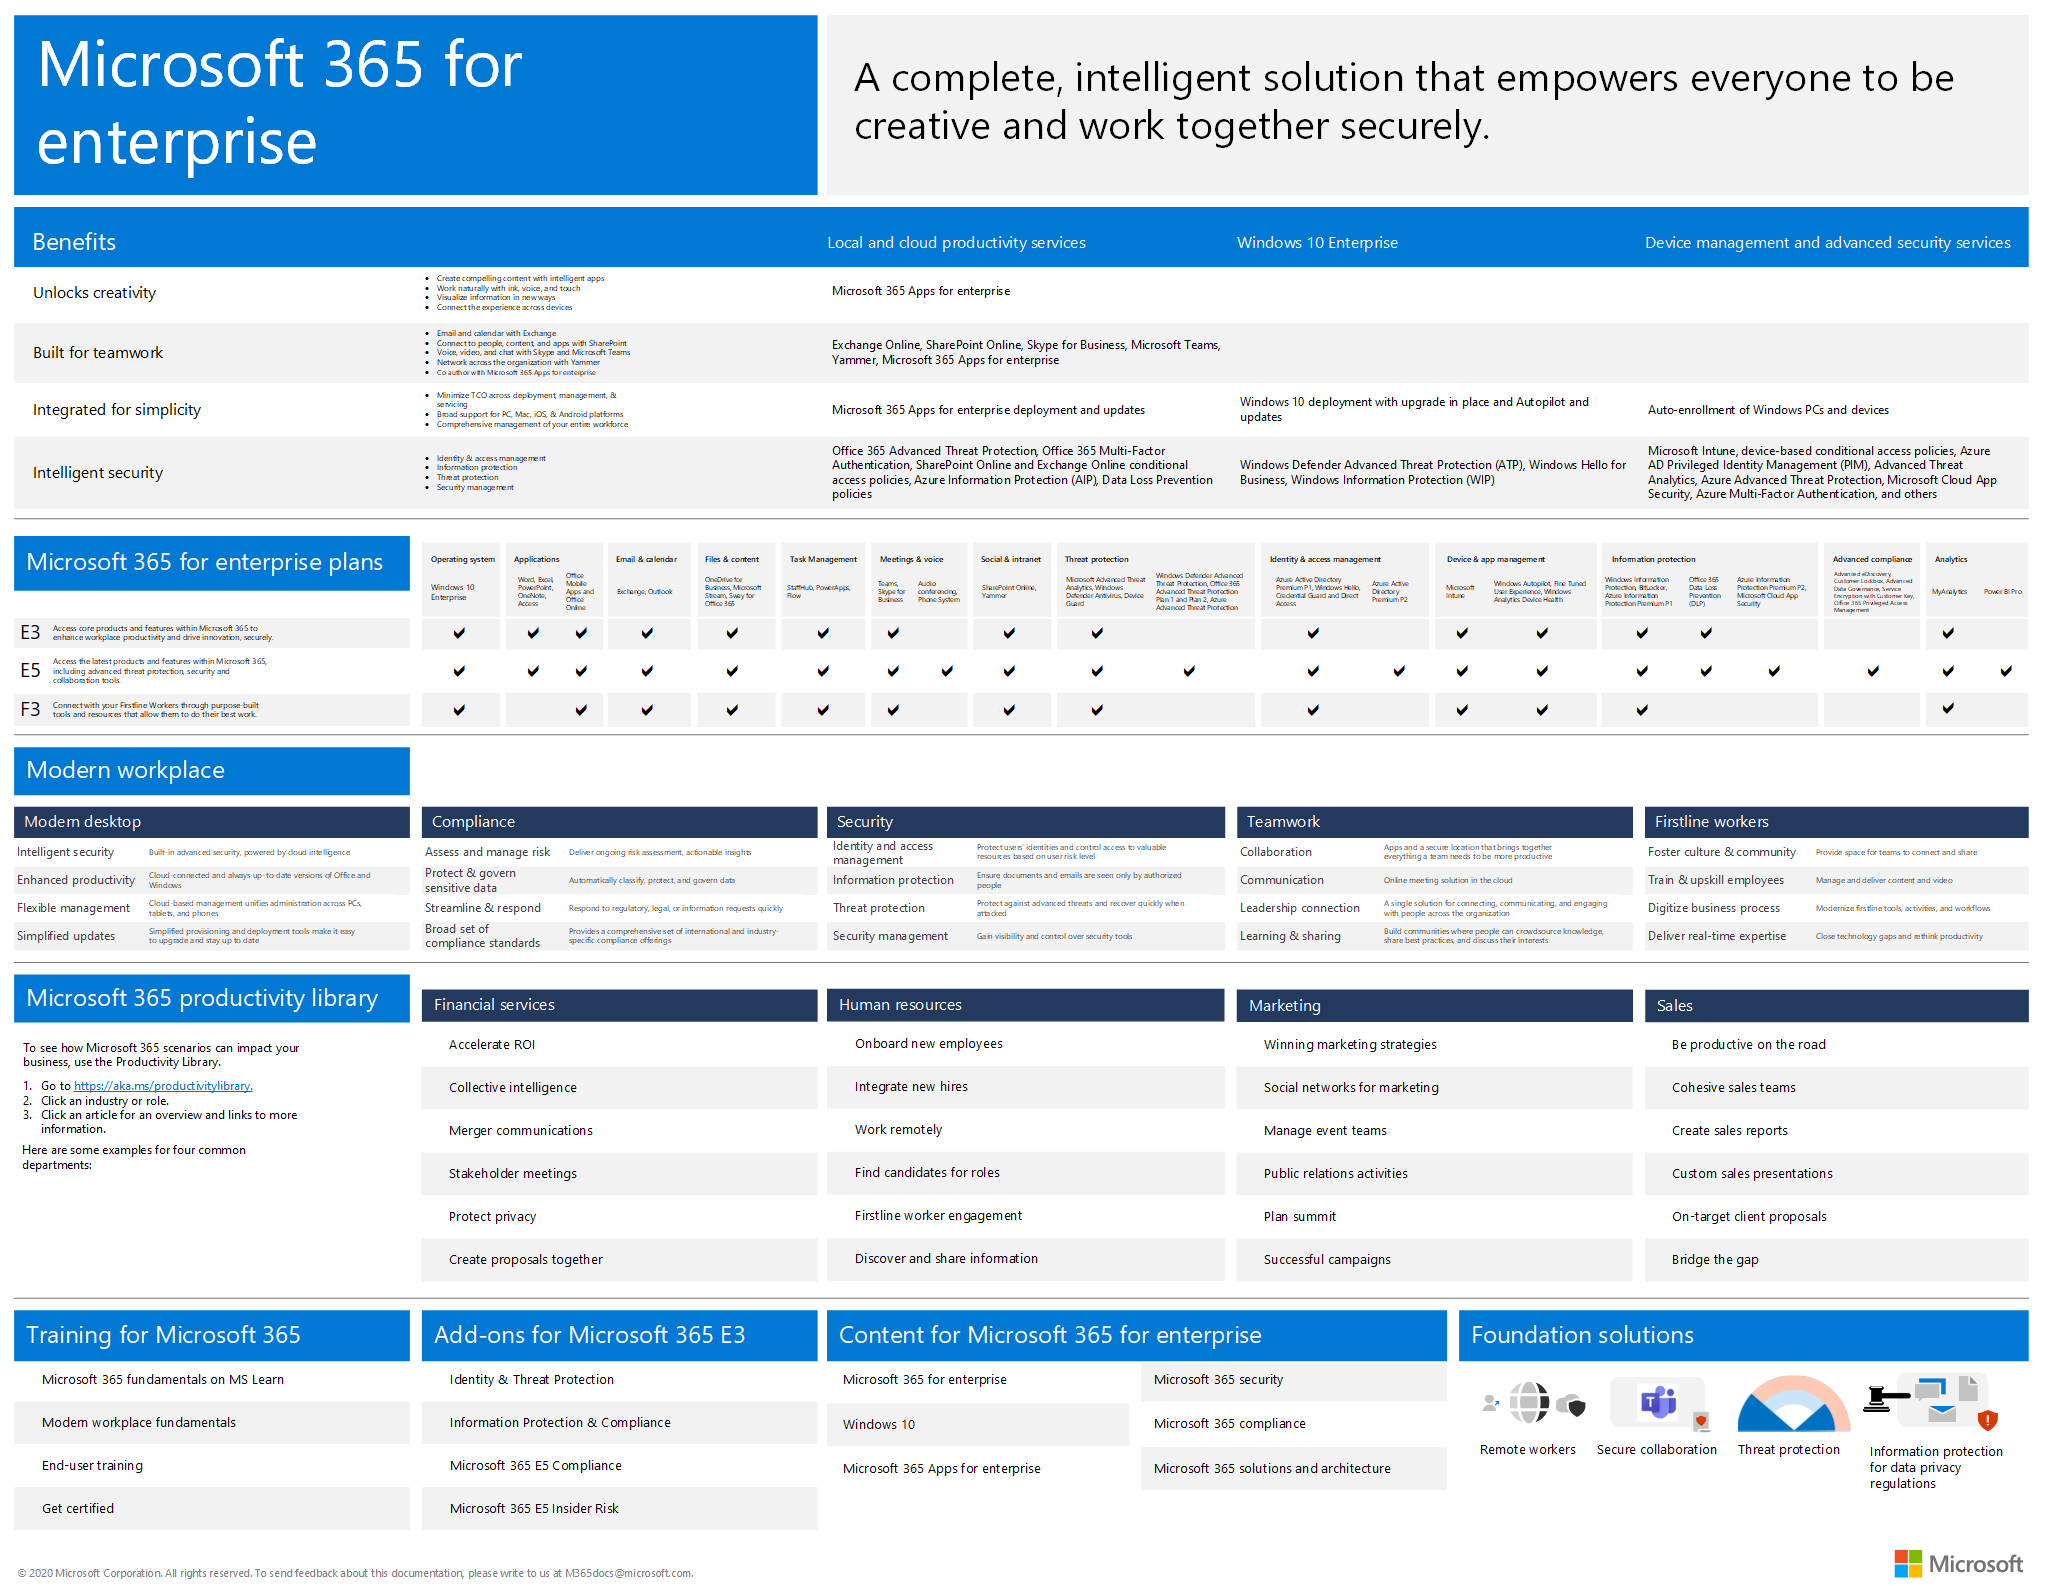 Microsoft 365 for
enterprise
A complete, intelligent solution that empowers everyone to be
creative and work together securely.
Benefits
Local and cloud productivity services
Windows 10 Enterprise
Device management and advanced security services
Unlocks creativity
• Create compelling content with intelligent apps
• Work naturally with ink, voice, and touch
• Visualize information in new ways
• Connect the experience across devices
Microsoft 365 Apps for enterprise
Built for teamwork
• Email and calendar with Exchange
• Connect to people, content, and apps with SharePoint
• Voice, video, and chat with Skype and Microsoft Teams
• Network across the organization with Yammer
• Co-author with Microsoft 365 Apps for enterprise
Exchange Online, SharePoint Online, Skype for Business, Microsoft Teams,
Yammer, Microsoft 365 Apps for enterprise
Integrated for simplicity
• Minimize TCO across deployment, management, &
servicing
• Broad support for PC, Mac, iOS, & Android platforms
• Comprehensive management of your entire workforce
Microsoft 365 Apps for enterprise deployment and updates
Windows 10 deployment with upgrade in place and Autopilot and
updates
Auto-enrollment of Windows PCs and devices
Intelligent security
• Identity & access management
• Information protection
• Threat protection
• Security management
Office 365 Advanced Threat Protection, Office 365 Multi-Factor
Authentication, SharePoint Online and Exchange Online conditional
access policies, Azure Information Protection (AIP), Data Loss Prevention
policies
Windows Defender Advanced Threat Protection (ATP), Windows Hello for
Business, Windows Information Protection (WIP)
Microsoft Intune, device-based conditional access policies, Azure
AD Privileged Identity Management (PIM), Advanced Threat
Analytics, Azure Advanced Threat Protection, Microsoft Cloud App
Security, Azure Multi-Factor Authentication, and others
Microsoft 365 for enterprise plans
Operating system
Windows 10
Enterprise
Applications
Word, Excel,
PowerPoint,
OneNote,
Access
Office
Mobile
Apps and
Office
Online
Email & calendar
Exchange, Outlook
Files & content
OneDrive for
Business, Microsoft
Stream, Sway for
Office 365
Task Management
StaffHub, PowerApps,
Flow
Meetings & voice
Teams,
Skype for
Business
Audio
conferencing,
Phone System
Social & intranet
SharePoint Online,
Yammer
Threat protection
Microsoft Advanced Threat
Analytics, Windows
Defender Antivirus, Device
Guard
Windows Defender Advanced
Threat Protection, Office 365
Advanced Threat Protection
Plan 1 and Plan 2, Azure
Advanced Threat Protection
Identity & access management
Azure Active Directory
Premium P1, Windows Hello,
Credential Guard and Direct
Access
Azure Active
Directory
Premium P2
Device & app management
Microsoft
Intune
Windows Autopilot, Fine Tuned
User Experience, Windows
Analytics Device Health
Information protection
Windows Information
Protection, BitLocker,
Azure Information
Protection Premium P1
Office 365
Data Loss
Prevention
(DLP)
Azure Information
Protection Premium P2,
Microsoft Cloud App
Security
Advanced compliance
Advanced eDiscovery,
Customer Lockbox, Advanced
Data Governance, Service
Encryption with Customer Key,
Office 365 Privileged Access
Management
Analytics
MyAnalytics
Power BI Pro
E3
Access core products and features within Microsoft 365 to
enhance workplace productivity and drive innovation, securely.
E5
Access the latest products and features within Microsoft 365,
including advanced threat protection, security and
collaboration tools.
F3
Connect with your Firstline Workers through purpose-built
tools and resources that allow them to do their best work.
Modern workplace
Modern desktop
Intelligent security
Built-in advanced security, powered by cloud intelligence
Enhanced productivity
Cloud-connected and always up-to-date versions of Office and
Windows
Flexible management
Cloud-based management unifies administration across PCs,
tablets, and phones
Simplified updates
Simplified provisioning and deployment tools make it easy
to upgrade and stay up to date
Compliance
Assess and manage risk
Deliver ongoing risk assessment, actionable insights
Protect & govern
sensitive data
Automatically classify, protect, and govern data
Streamline & respond
Respond to regulatory, legal, or information requests quickly
Broad set of
compliance standards
Provides a comprehensive set of international and industry-
specific compliance offerings
Security
Identity and access
management
Protect users' identities and control access to valuable
resources based on user risk level
Information protection
Ensure documents and emails are seen only by authorized
people
Threat protection
Protect against advanced threats and recover quickly when
attacked
Security management
Gain visibility and control over security tools
Teamwork
Collaboration
Apps and a secure location that brings together
everything a team needs to be more productive
Communication
Online meeting solution in the cloud
Leadership connection
A single solution for connecting, communicating, and engaging
with people across the organization
Learning & sharing
Build communities where people can crowdsource knowledge,
share best practices, and discuss their interests
Firstline workers
Foster culture & community
Provide space for teams to connect and share
Train & upskill employees
Manage and deliver content and video
Digitize business process
Modernize firstline tools, activities, and workflows
Deliver real-time expertise
Close technology gaps and rethink productivity
Microsoft 365 productivity library
To see how Microsoft 365 scenarios can impact your
business, use the Productivity Library.
1. Go to https://aka.ms/productivitylibrary.
2. Click an industry or role.
3. Click an article for an overview and links to more
information.
Here are some examples for four common
departments:
Financial services
Accelerate ROI
Collective intelligence
Merger communications
Stakeholder meetings
Protect privacy
Create proposals together
Human resources
Onboard new employees
Integrate new hires
Work remotely
Find candidates for roles
Firstline worker engagement
Discover and share information
Marketing
Winning marketing strategies
Social networks for marketing
Manage event teams
Public relations activities
Plan summit
Successful campaigns
Sales
Be productive on the road
Cohesive sales teams
Create sales reports
Custom sales presentations
On-target client proposals
Bridge the gap
Training for Microsoft 365
Microsoft 365 fundamentals on MS Learn
Modern workplace fundamentals
End-user training
Get certified
Add-ons for Microsoft 365 E3
Identity & Threat Protection
Information Protection & Compliance
Microsoft 365 E5 Compliance
Microsoft 365 E5 Insider Risk
Content for Microsoft 365 for enterprise
Microsoft 365 for enterprise
Windows 10
Microsoft 365 Apps for enterprise
Microsoft 365 security
Microsoft 365 compliance
Microsoft 365 solutions and architecture
Foundation solutions
Remote workers
Secure collaboration
Threat protection
Information protection
for data privacy
regulations
© 2020 Microsoft Corporation. All rights reserved. To send feedback about this documentation, please write to us at M365docs@microsoft.com.
Microsoft